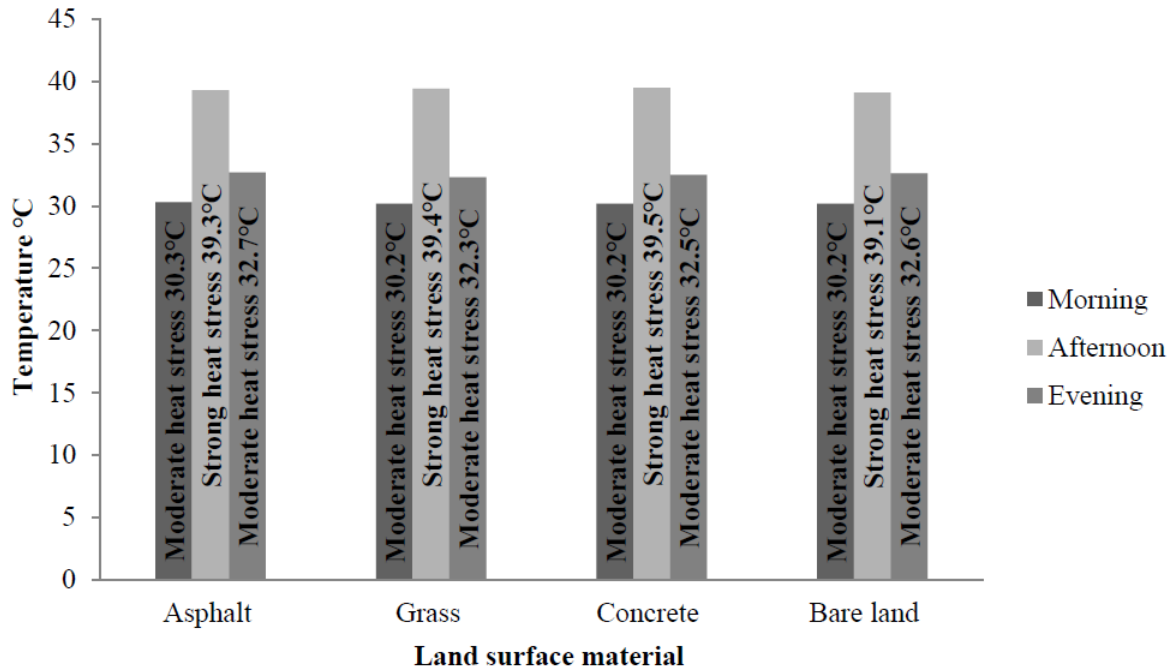 45
40
35
30
25
20
15
10
5
0
Temperature °C
Moderate heat stress 30.3°C
Strong heat stress 39.3°C
Moderate heat stress 32.7°C
Moderate heat stress 30.2°C
Strong heat stress 39.4°C
Moderate heat stress 32.3°C
Moderate heat stress 30.2°C
Strong heat stress 39.5°C
Moderate heat stress 32.5°C
Moderate heat stress 30.2°C
Strong heat stress 39.1°C
Moderate heat stress 32.6°C
Asphalt
Grass
Concrete
Bare land
Land surface material
Morning
Afternoon
Evening